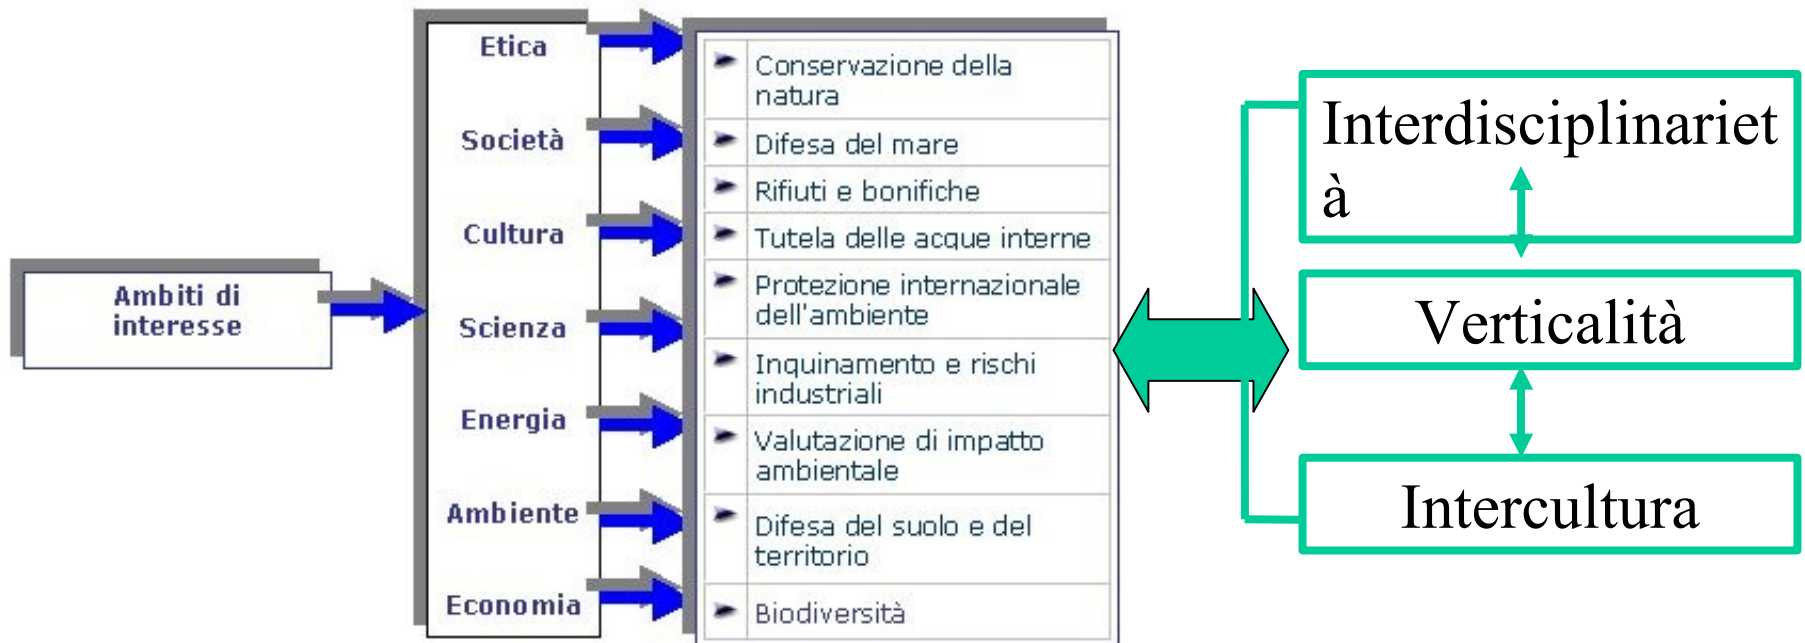 Ambiti di
interesse
Etica
Società
Cultura
Scienza
Energia
Ambiente
Economia
Conservazione della
natura
Difesa del mare
Rifiuti e bonifiche
Tutela delle acque interne
Protezione internazionale
dell'ambiente
Inquinamento e rischi
industriali
Valutazione di impatto
ambientale
Difesa del suolo e del
territorio
Biodiversità
Interdisciplinariet
à
Verticalità
Intercultura